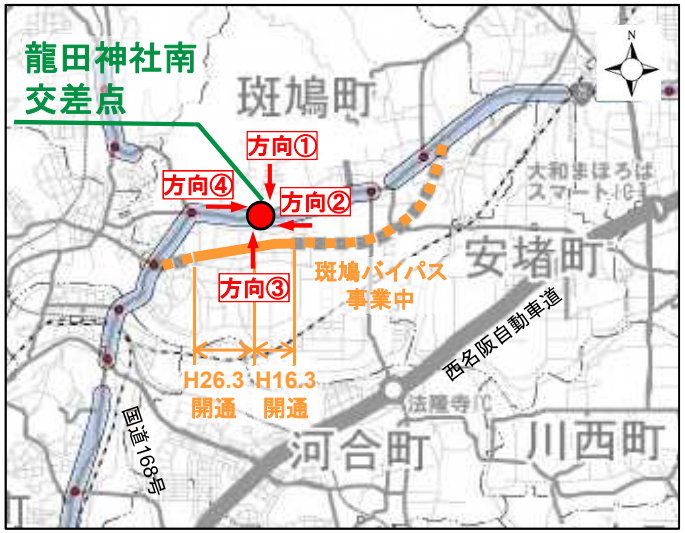 龍田神社南
交差点
N
斑鳩町
方向①
方向④
方向②
大和まほろば
スマートIC
方向③
斑鳩バイパス
事業中
安堵町
西名阪自動車道
H26.3
開通
H16.3
開通
法隆寺IC
国道168号
河合町
川西町
町